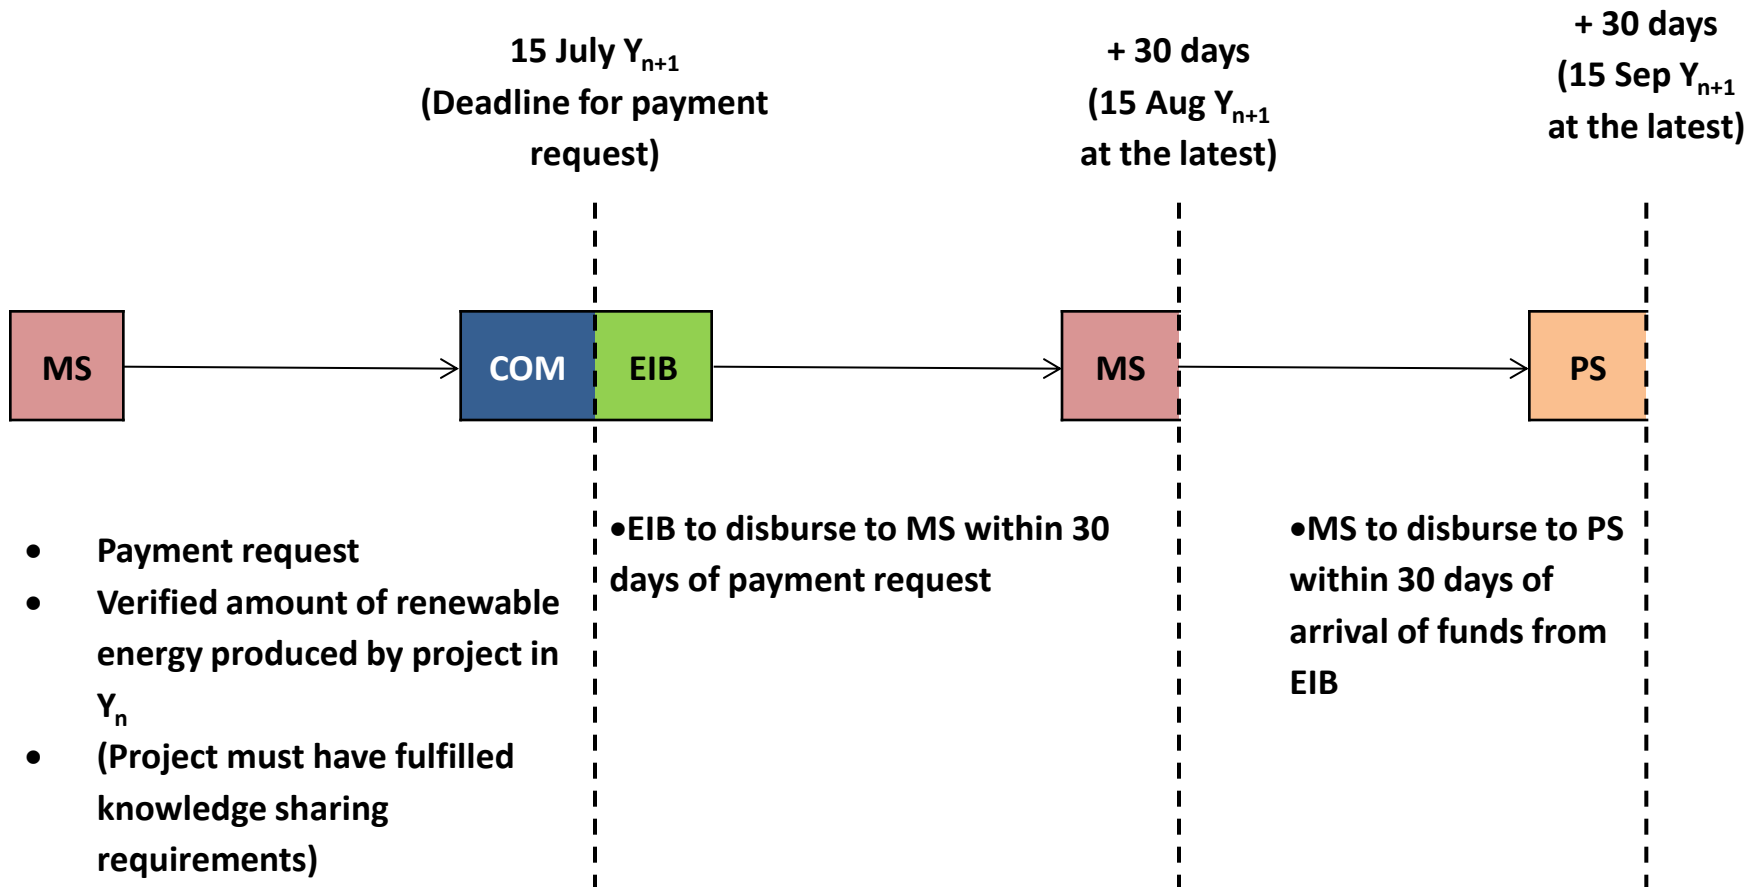 15 July Yn+1
(Deadline for payment
request)
+ 30 days
(15 Aug Yn+1
at the latest)
+ 30 days
(15 Sep Yn+1
at the latest)
MS
COM
EIB
MS
PS
• Payment request
• Verified amount of renewable
energy produced by project in
Yn
• (Project must have fulfilled
knowledge sharing
requirements)
•EIB to disburse to MS within 30
days of payment request
•MS to disburse to PS
within 30 days of
arrival of funds from
EIB